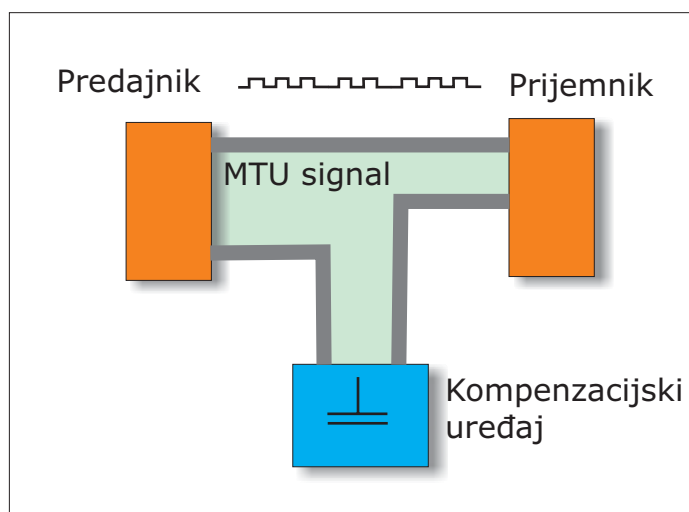 Predajnik
Prijemnik
MTU signal
Kompenzacijski
uređaj